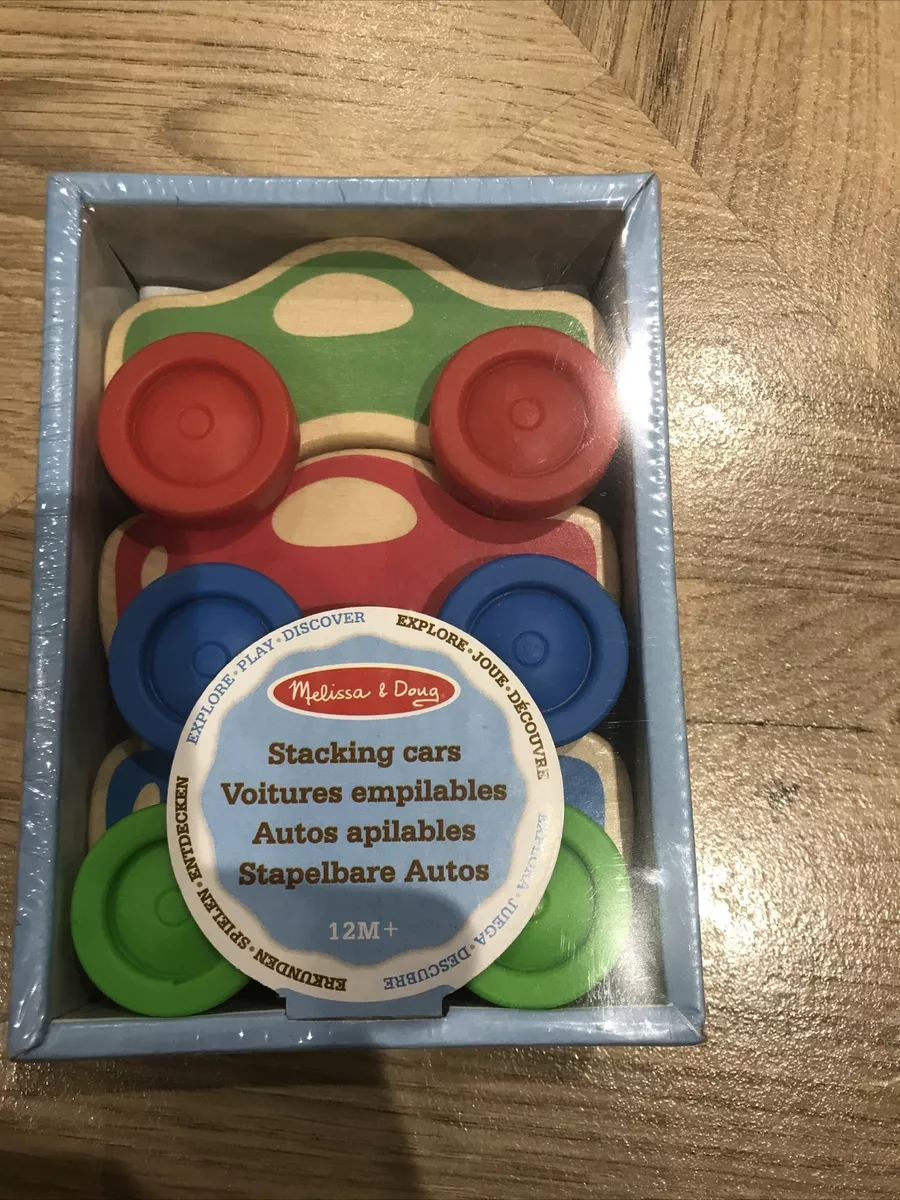 EXPLORE • PLAY • DISCOVER
EXPLORE • JOUE • DÉCOUVRE
Melissa & Doug
Stacking cars
Voitures empilables
Autos apilables
Stapelbare Autos
12M+
ERKUNDEN • SPIELEN • ENTDECKEN
EXPLORA • JUEGA • DESCUBRE